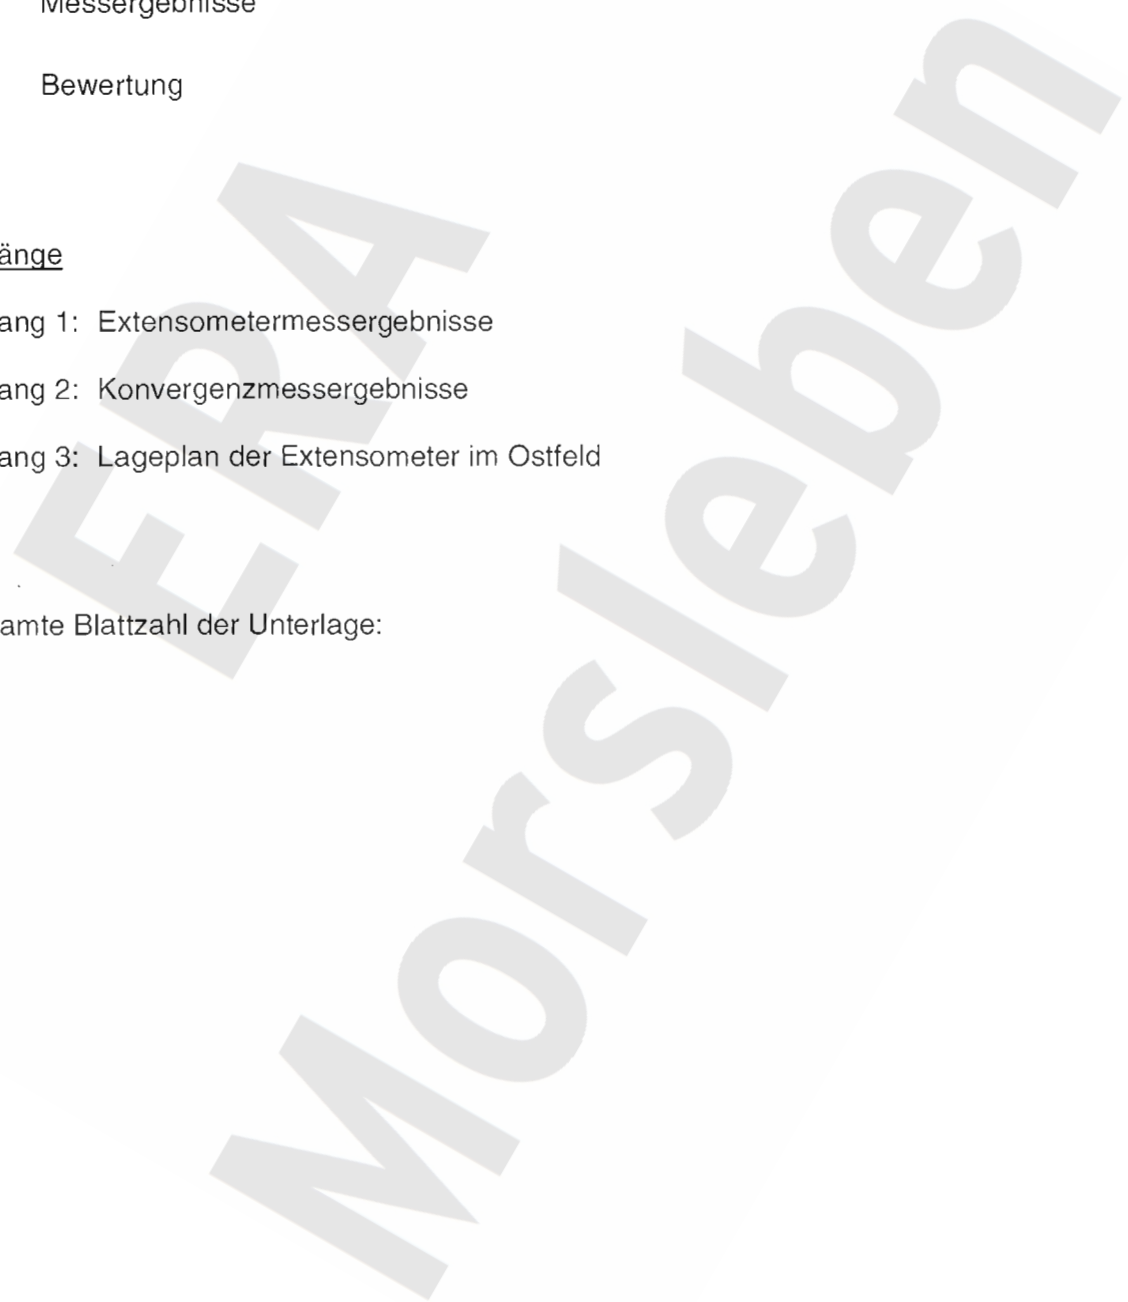 Messergebnisse
Bewertung
änge
ang 1: Extensometermessergebnisse
ang 2: Konvergenzmessergebnisse
ang 3: Lageplan der Extensometer im Ostfeld
amte Blattzahl der Unterlage:
ERA
Morsleben